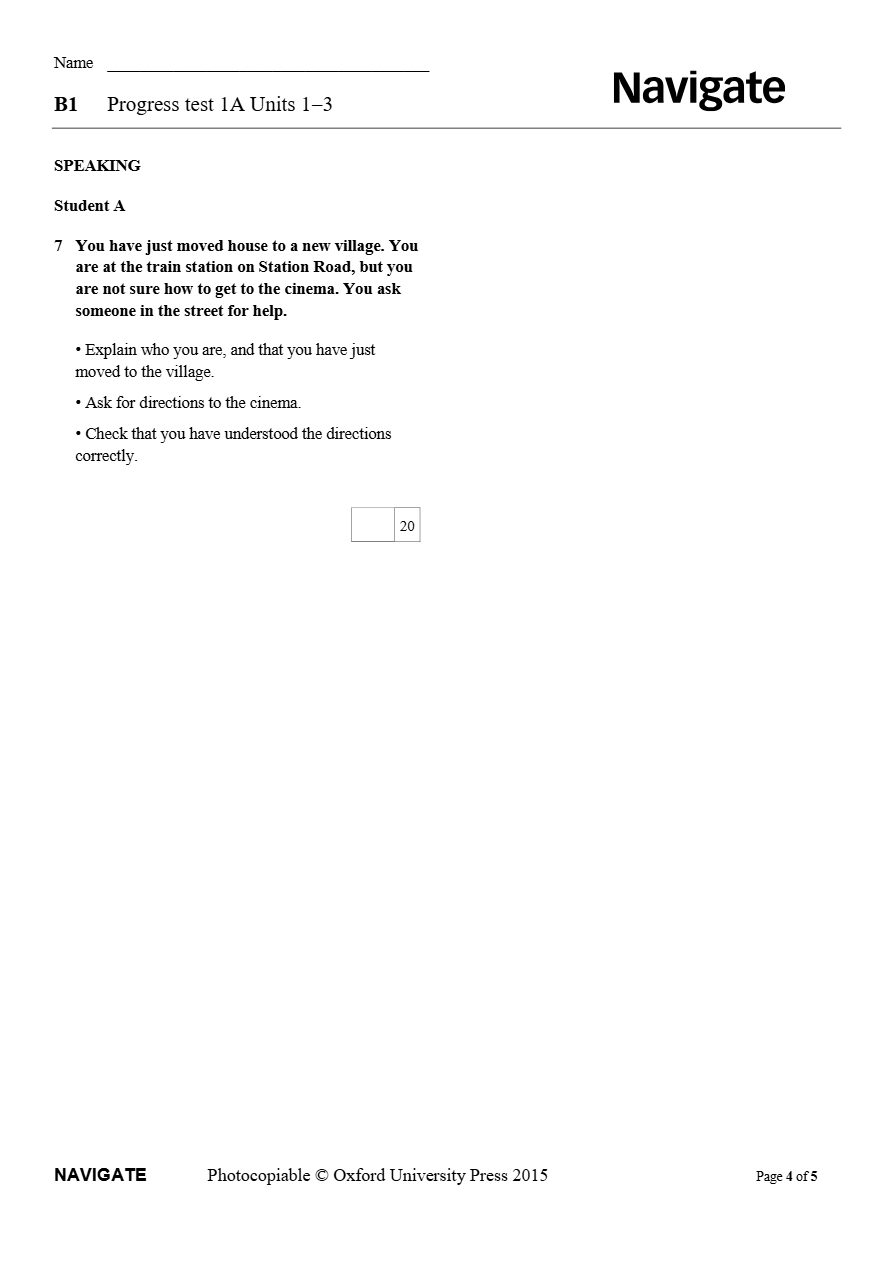 Name
Navigate
B1 Progress test 1A Units 1–3
SPEAKING
Student A
7 You have just moved house to a new village. You
are at the train station on Station Road, but you
are not sure how to get to the cinema. You ask
someone in the street for help.
• Explain who you are, and that you have just
moved to the village.
• Ask for directions to the cinema.
• Check that you have understood the directions
correctly.
20
NAVIGATE Photocopiable © Oxford University Press 2015 Page 4 of 5